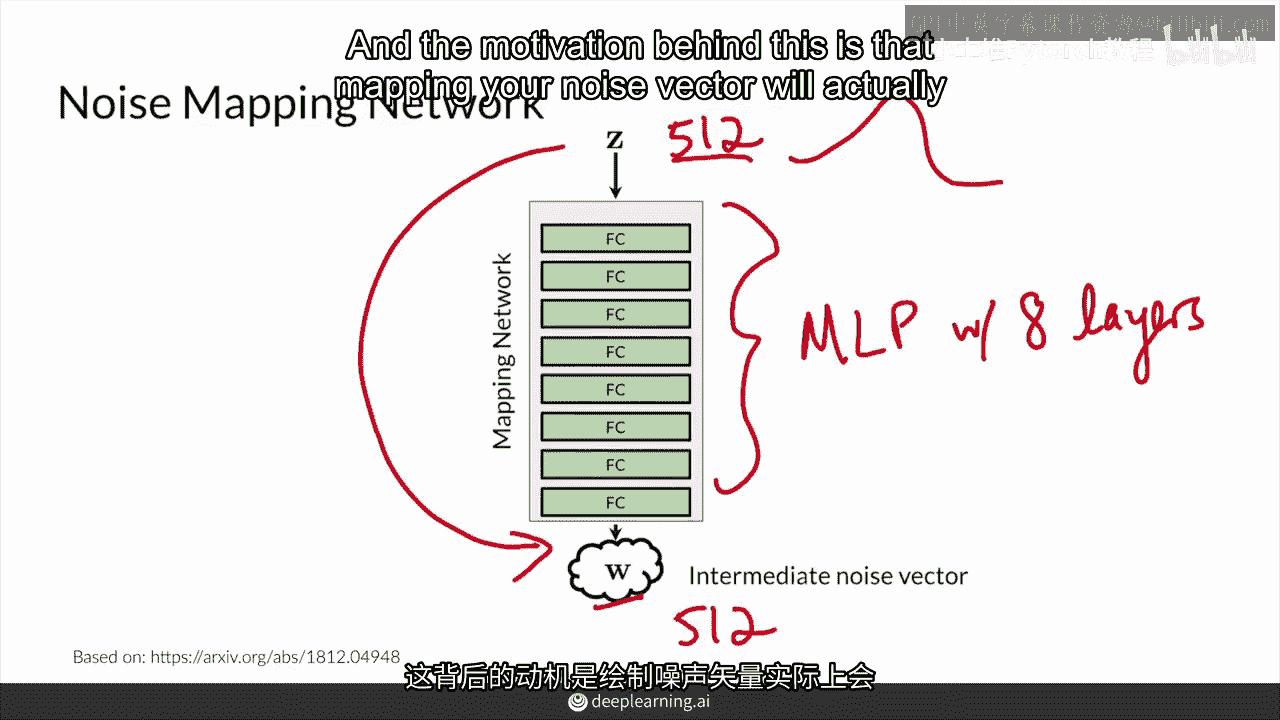 And the motivation behind this is that
mapping your noise vector will actually
Noise Mapping Network
z
512
Mapping Network
FC
FC
FC
FC
FC
FC
FC
FC
MLP w/ 8 layers
w
Intermediate noise vector
512
Based on: https://arxiv.org/abs/1812.04948
这背后的动机是绘制噪声矢量实际上会
deeplearning.ai